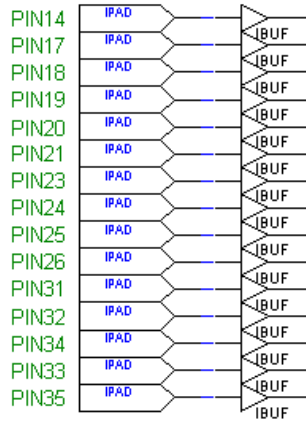 PIN14 IPAD IBUF
PIN17 IPAD IBUF
PIN18 IPAD IBUF
PIN19 IPAD IBUF
PIN20 IPAD IBUF
PIN21 IPAD IBUF
PIN23 IPAD IBUF
PIN24 IPAD IBUF
PIN25 IPAD IBUF
PIN26 IPAD IBUF
PIN31 IPAD IBUF
PIN32 IPAD IBUF
PIN34 IPAD IBUF
PIN33 IPAD IBUF
PIN35 IPAD IBUF